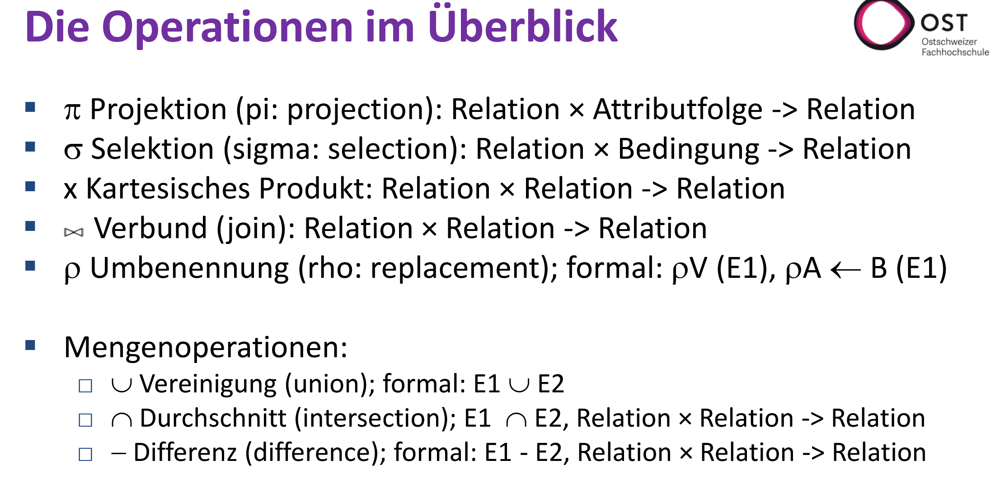 Die Operationen im Überblick
OST
Ostschweizer
Fachhochschule
π Projektion (pi: projection): Relation × Attributfolge -> Relation
σ Selektion (sigma: selection): Relation × Bedingung -> Relation
x Kartesisches Produkt: Relation × Relation -> Relation
⋈ Verbund (join): Relation × Relation -> Relation
ρ Umbenennung (rho: replacement); formal: ρV (E1), ρA ← B (E1)
Mengenoperationen:
∪ Vereinigung (union); formal: E1 ∪ E2
∩ Durchschnitt (intersection); E1 ∩ E2, Relation × Relation -> Relation
− Differenz (difference); formal: E1 - E2, Relation × Relation -> Relation